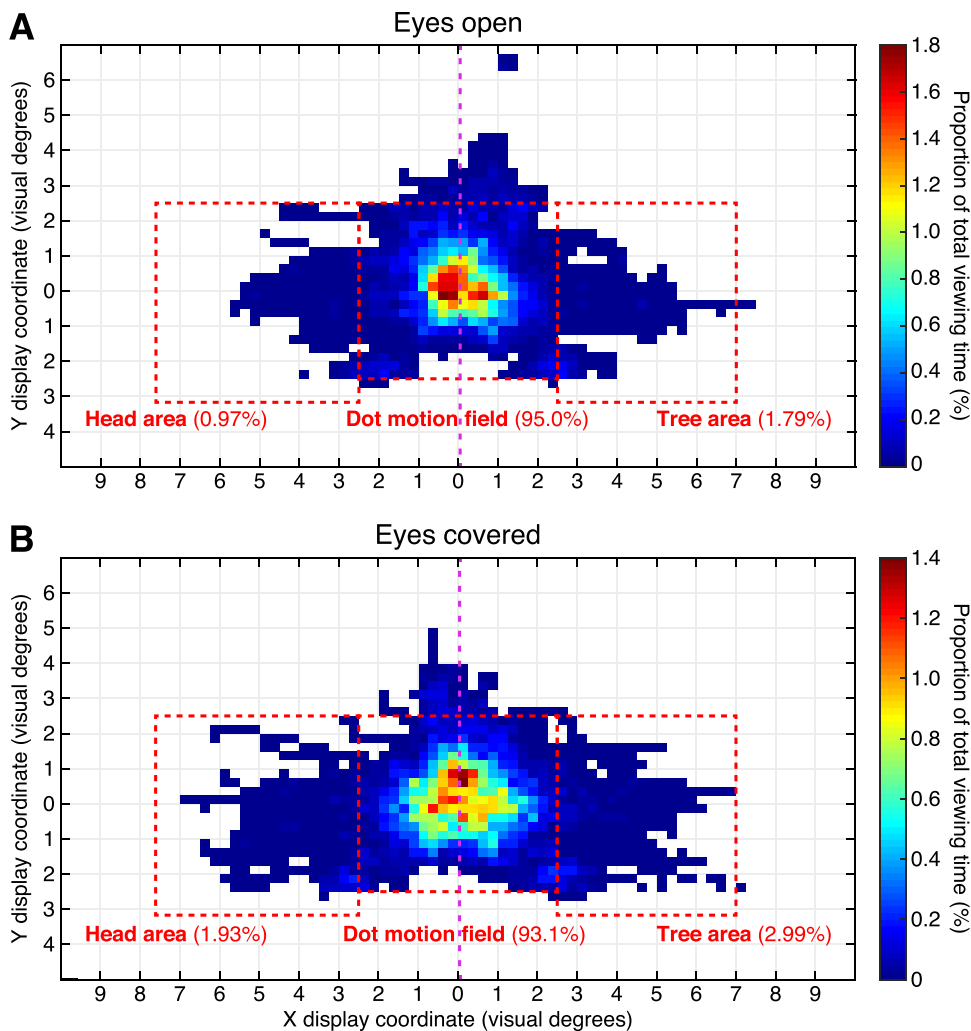 A
Eyes open
6
5
4
3
2
1
0
1
2
3
4
Y display coordinate (visual degrees)
Head area (0.97%)
Dot motion field (95.0%)
Tree area (1.79%)
9 8 7 6 5 4 3 2 1 0 1 2 3 4 5 6 7 8 9
1.8
1.6
1.4
1.2
1.0
0.8
0.6
0.4
0.2
0
Proportion of total viewing time (%)
B
Eyes covered
6
5
4
3
2
1
0
1
2
3
4
Y display coordinate (visual degrees)
Head area (1.93%)
Dot motion field (93.1%)
Tree area (2.99%)
9 8 7 6 5 4 3 2 1 0 1 2 3 4 5 6 7 8 9
X display coordinate (visual degrees)
1.4
1.2
1.0
0.8
0.6
0.4
0.2
0
Proportion of total viewing time (%)